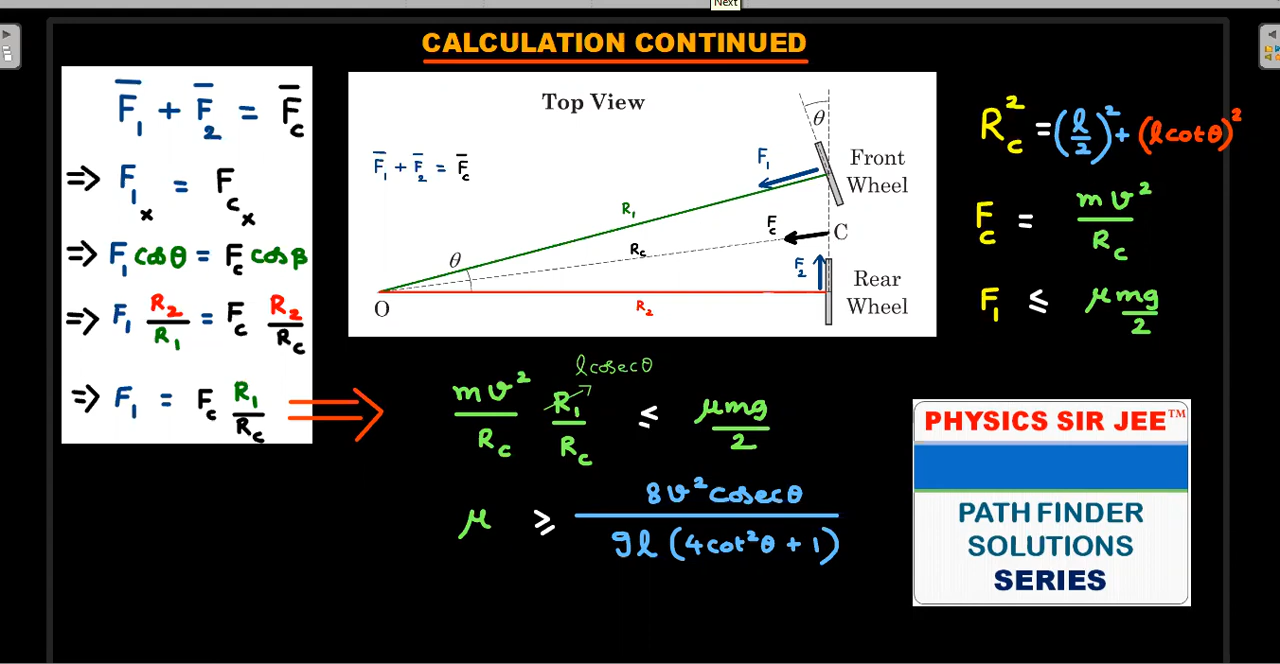 Next
CALCULATION CONTINUED
F̅₁ + F̅₂ = F̅c
⇒ F₁ₓ = Fcₓ
⇒ F₁ cosθ = Fc cosβ
⇒ F₁ R₂/R₁ = Fc R₂/Rc
⇒ F₁ = Fc R₁/Rc ⇒
Top View
F̅₁ + F̅₂ = F̅c
θ
F₁
Front
Wheel
R₁
Fc
C
Rc
θ
F₂
Rear
Wheel
O
R₂
Rc² = (l/2)² + (l cotθ)²
Fc = mv²/Rc
F₁ ≤ μmg/2
l cosecθ
mv²/Rc R₁/Rc ≤ μmg/2
μ ≥ 8v² cosecθ / gl (4cot²θ + 1)
PHYSICS SIR JEE™
PATH FINDER
SOLUTIONS
SERIES